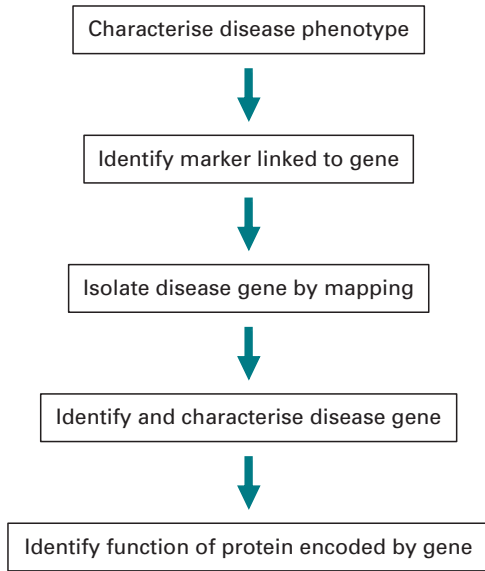 Characterise disease phenotype
Identify marker linked to gene
Isolate disease gene by mapping
Identify and characterise disease gene
Identify function of protein encoded by gene